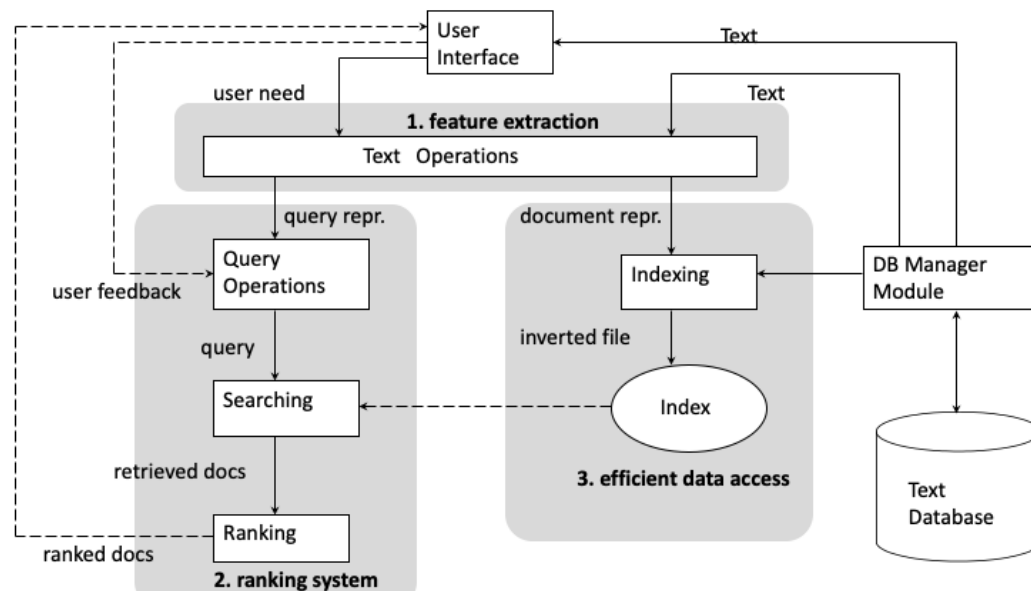 User
Interface
Text
user need
Text
1. feature extraction
Text Operations
query repr.
document repr.
Query
Operations
Indexing
DB Manager
Module
user feedback
query
inverted file
Searching
Index
retrieved docs
3. efficient data access
Text
Database
Ranking
ranked docs
2. ranking system